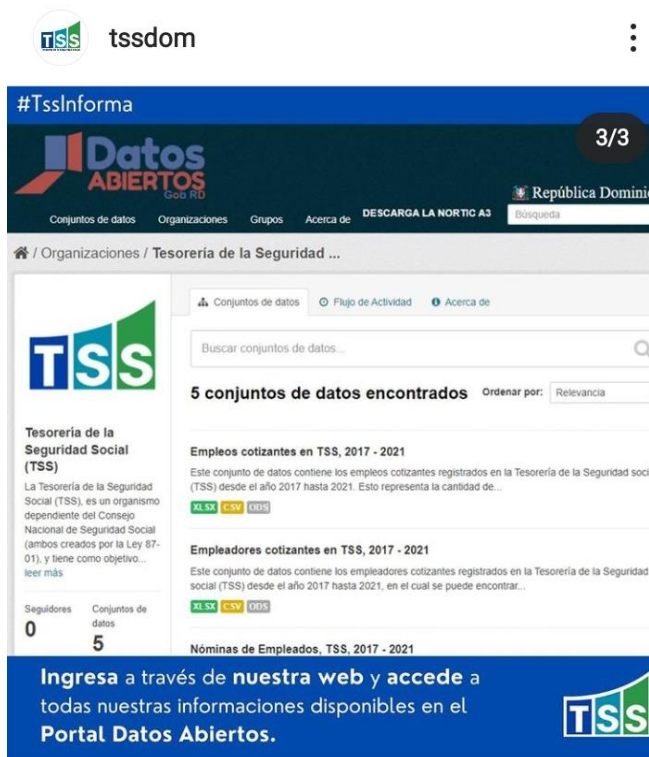 TSS tssdom
#TssInforma
3/3
Datos
ABIERTOS
Gob RD
República Domini
Conjuntos de datos Organizaciones Grupos Acerca de DESCARGA LA NORTIC A3 Búsqueda
/ Organizaciones / Tesorería de la Seguridad ...
Conjuntos de datos Flujo de Actividad Acerca de
TSS
Buscar conjuntos de datos...
5 conjuntos de datos encontrados Ordenar por: Relevancia
Tesorería de la
Seguridad Social
(TSS)
La Tesorería de la Seguridad
Social (TSS), es un organismo
dependiente del Consejo
Nacional de Seguridad Social
(ambos creados por la Ley 87-
01), y tiene como objetivo...
leer más
Seguidores Conjuntos de
datos
0 5
Empleos cotizantes en TSS, 2017 - 2021
Este conjunto de datos contiene los empleos cotizantes registrados en la Tesorería de la Seguridad soci
(TSS) desde el año 2017 hasta 2021. Esto representa la cantidad de...
XLSX CSV ODS
Empleadores cotizantes en TSS, 2017 - 2021
Este conjunto de datos contiene los empleadores cotizantes registrados en la Tesorería de la Seguridad
social (TSS) desde el año 2017 hasta 2021, en el cual se puede encontrar...
XLSX CSV ODS
Nóminas de Empleados, TSS, 2017 - 2021
Ingresa a través de nuestra web y accede a
todas nuestras informaciones disponibles en el
Portal Datos Abiertos.
TSS